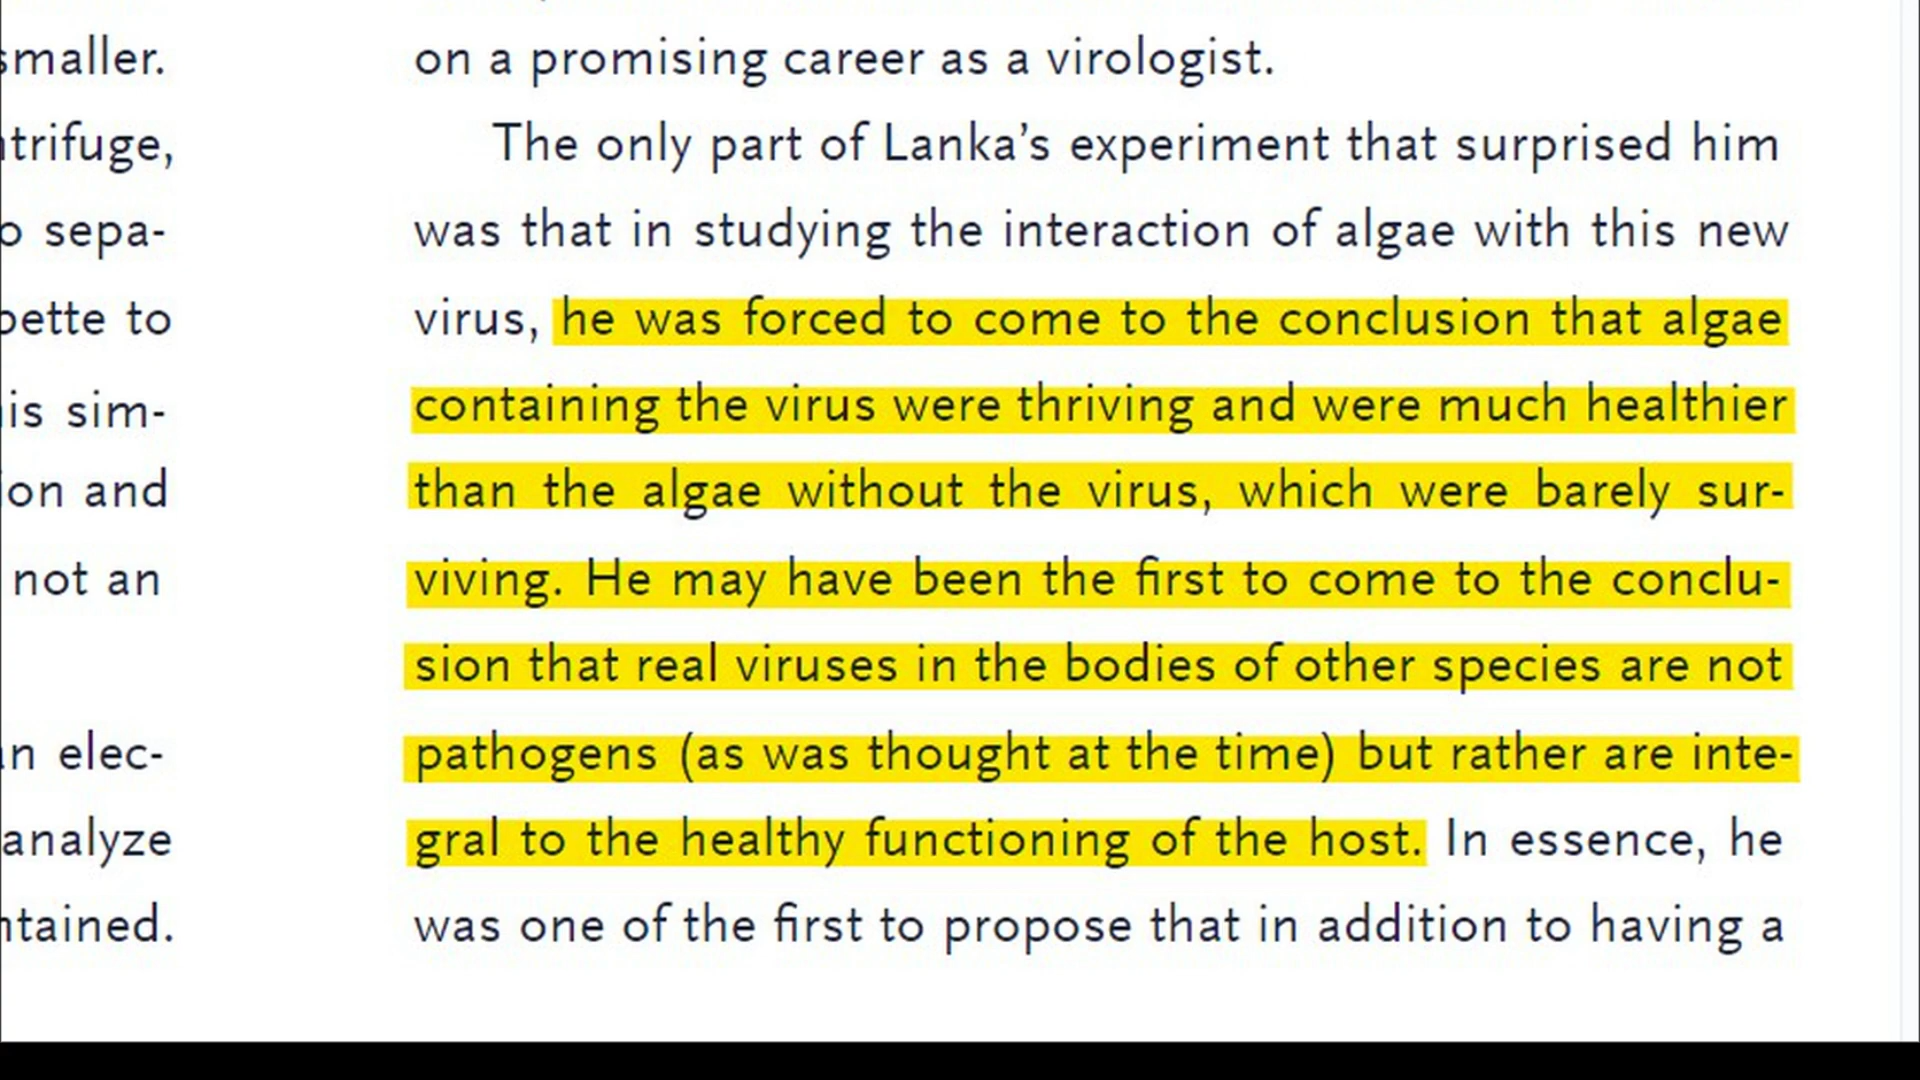 smaller.
ntrifuge,
o sepa-
pette to
is sim-
ion and
not an
an elec-
analyze
ntained.
on a promising career as a virologist.
The only part of Lanka’s experiment that surprised him
was that in studying the interaction of algae with this new
virus, he was forced to come to the conclusion that algae
containing the virus were thriving and were much healthier
than the algae without the virus, which were barely sur-
viving. He may have been the first to come to the conclu-
sion that real viruses in the bodies of other species are not
pathogens (as was thought at the time) but rather are inte-
gral to the healthy functioning of the host. In essence, he
was one of the first to propose that in addition to having a